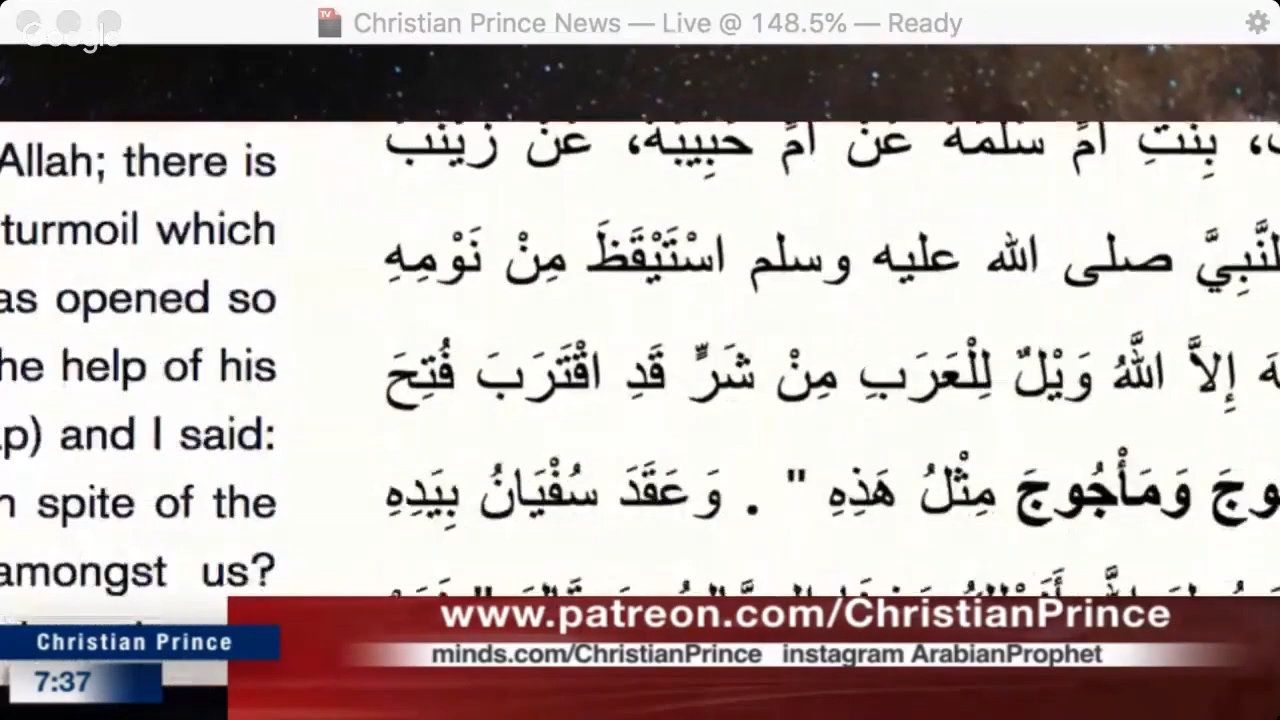 Christian Prince News — Live @ 148.5% — Ready
Google
Allah; there is
turmoil which
as opened so
he help of his
p) and I said:
spite of the
amongst us?
بِنْتِ أُمِّ سَلَمَةَ عَنْ أُمِّ حَبِيبَةَ، عَنْ زَيْنَبَ
النَّبِيَّ صلى الله عليه وسلم اسْتَيْقَظَ مِنْ نَوْمِهِ
إِلاَّ اللَّهُ وَيْلٌ لِلْعَرَبِ مِنْ شَرٍّ قَدِ اقْتَرَبَ فُتِحَ
وجَ وَمَأْجُوجَ مِثْلُ هَذِهِ " . وَعَقَدَ سُفْيَانُ بِيَدِهِ
www.patreon.com/ChristianPrince
Christian Prince
minds.com/ChristianPrince instagram ArabianProphet
7:37